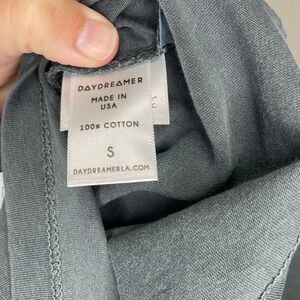 DAYDREAMER
MADE IN
USA
100% COTTON
S
DAYDREAMERLA.COM